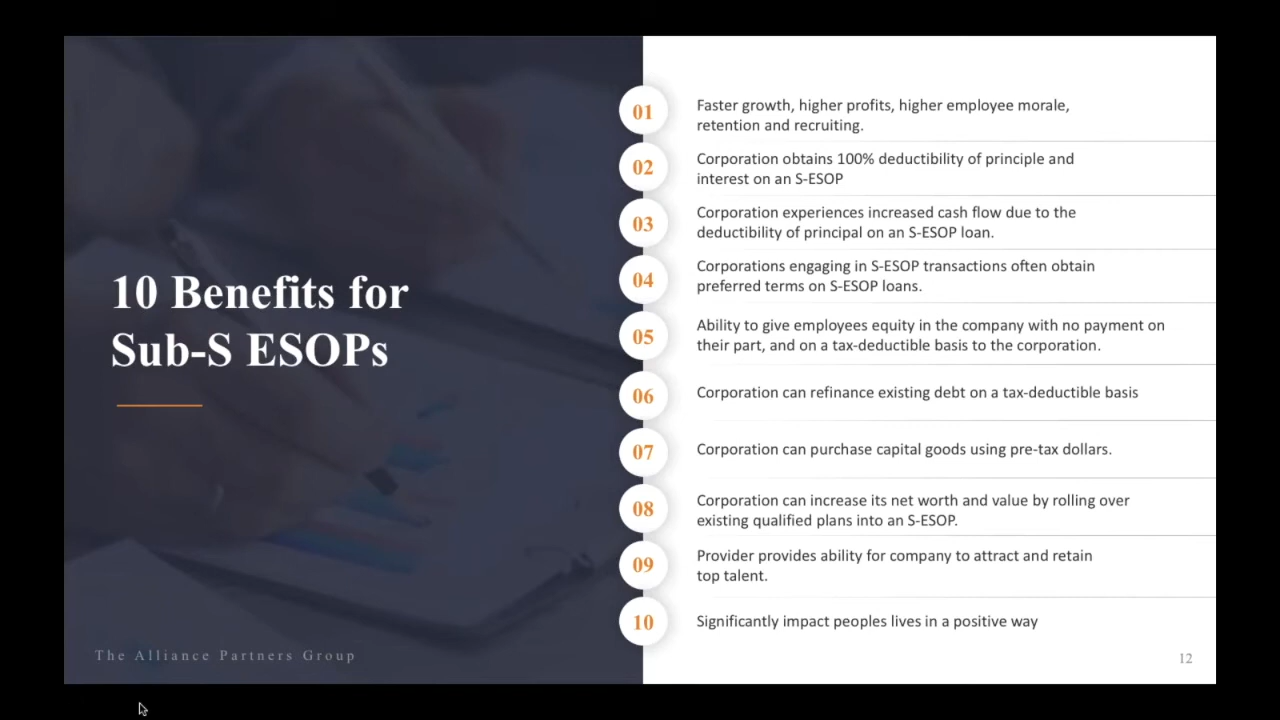 10 Benefits for
Sub-S ESOPs
The Alliance Partners Group
01
Faster growth, higher profits, higher employee morale,
retention and recruiting.
02
Corporation obtains 100% deductibility of principle and
interest on an S-ESOP
03
Corporation experiences increased cash flow due to the
deductibility of principal on an S-ESOP loan.
04
Corporations engaging in S-ESOP transactions often obtain
preferred terms on S-ESOP loans.
05
Ability to give employees equity in the company with no payment on
their part, and on a tax-deductible basis to the corporation.
06
Corporation can refinance existing debt on a tax-deductible basis
07
Corporation can purchase capital goods using pre-tax dollars.
08
Corporation can increase its net worth and value by rolling over
existing qualified plans into an S-ESOP.
09
Provider provides ability for company to attract and retain
top talent.
10
Significantly impact peoples lives in a positive way
12